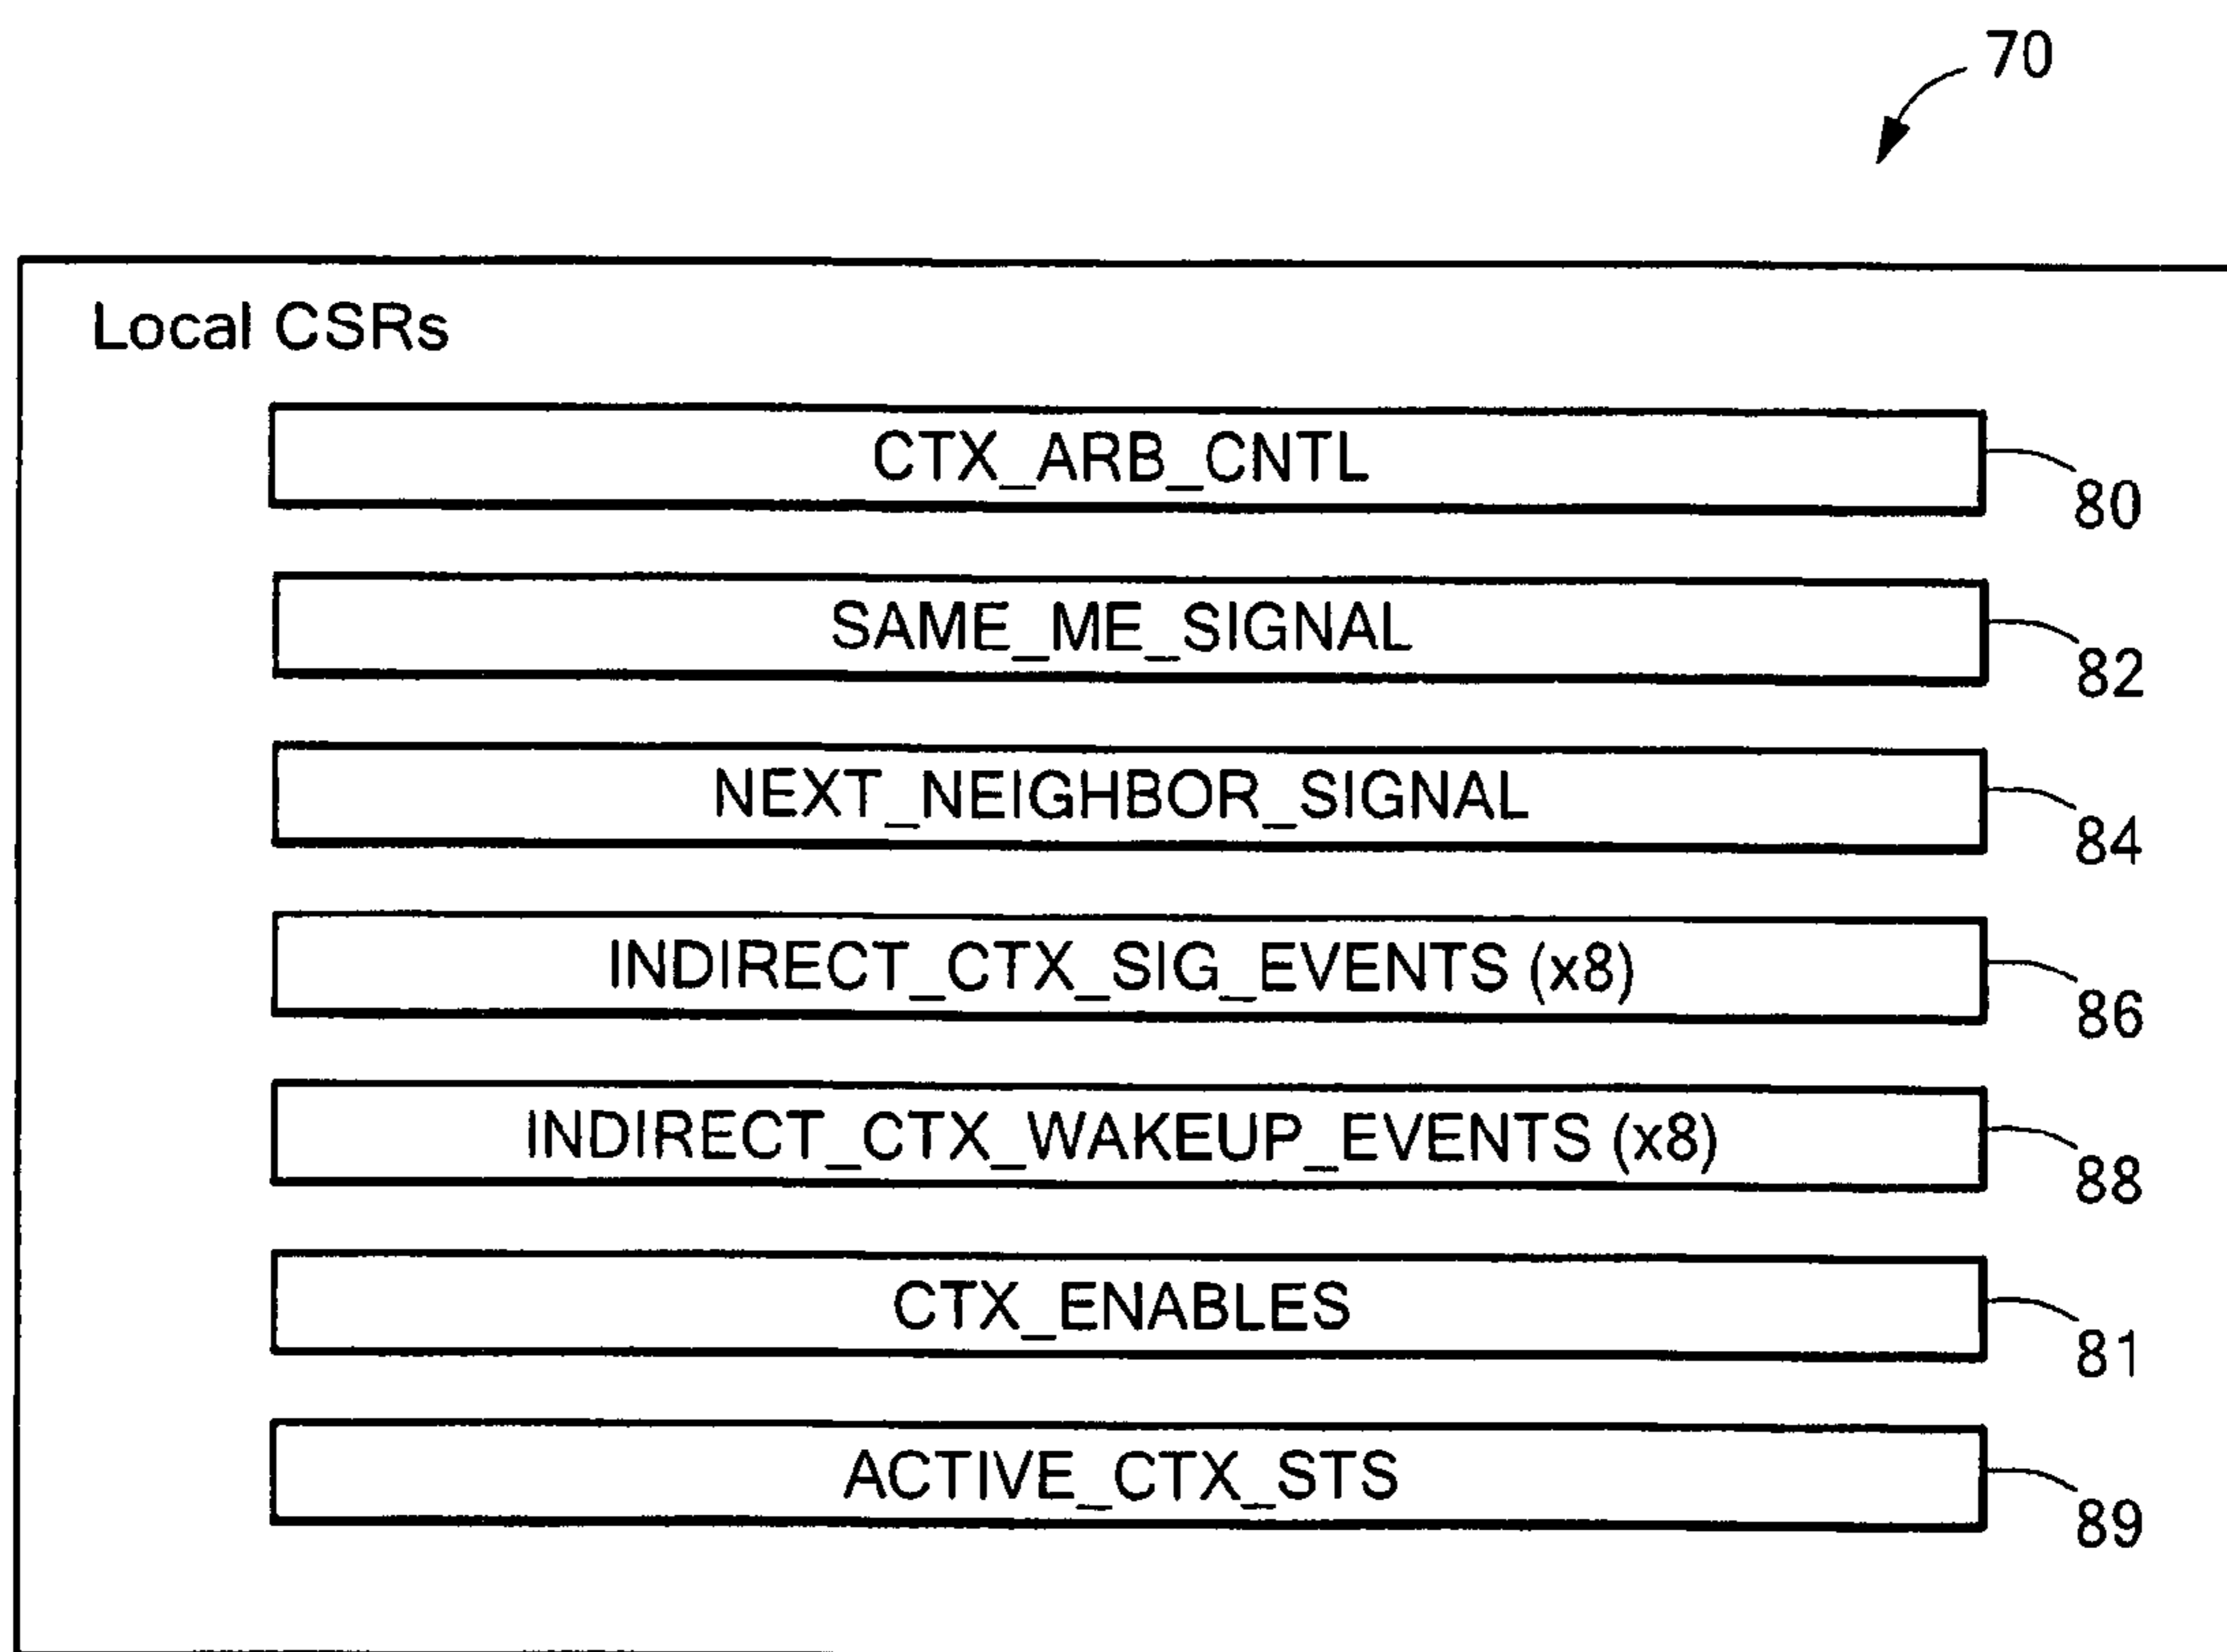 70
Local CSRs
CTX_ARB_CNTL
80
SAME_ME_SIGNAL
82
NEXT_NEIGHBOR_SIGNAL
84
INDIRECT_CTX_SIG_EVENTS (x8)
86
INDIRECT_CTX_WAKEUP_EVENTS (x8)
88
CTX_ENABLES
81
ACTIVE_CTX_STS
89